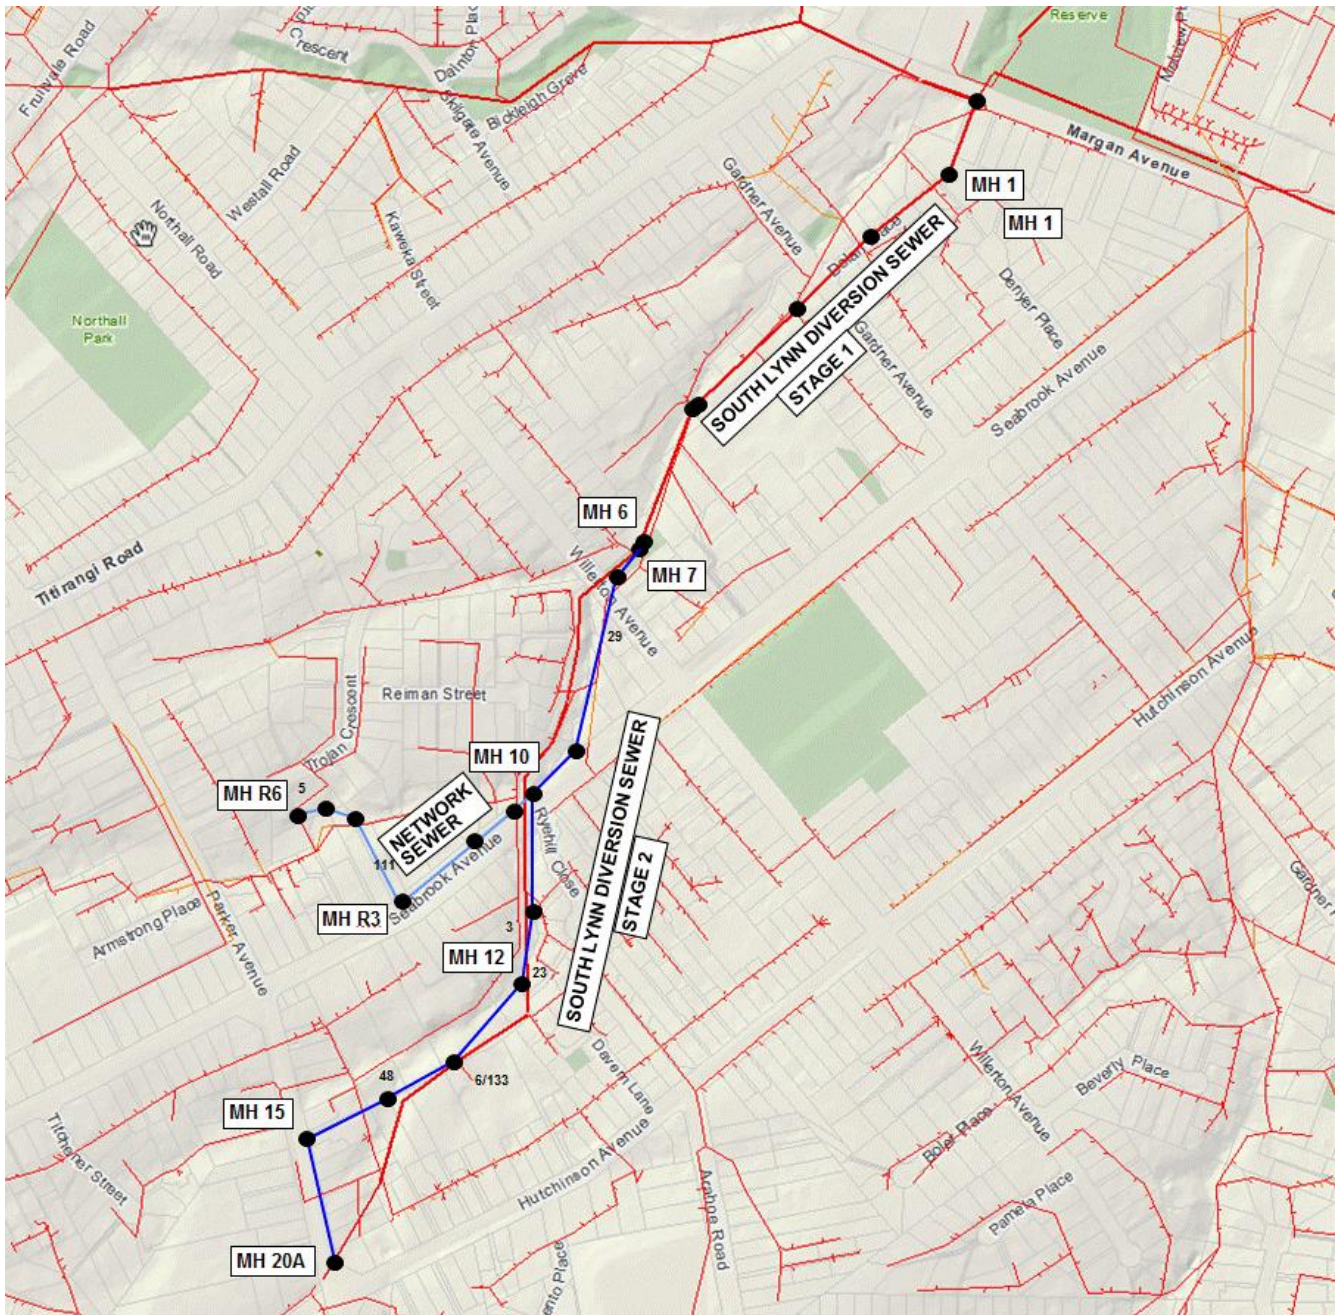 Reserve
Crescent
Dainton Place
Fruitvale Road
Bickleigh Grove
Skilgate Avenue
Margan Avenue
Westall Road
Gardner Avenue
MH 1
Northall Road
MH 1
Kaweka Street
SOUTH LYNN DIVERSION SEWER
STAGE 1
Denyer Place
Northall
Park
Gardner Avenue
Seabrook Avenue
MH 6
Titirangi Road
MH 7
Willerton Avenue
29
Hutchinson Avenue
Reiman Street
Trojan Crescent
MH 10
SOUTH LYNN DIVERSION SEWER
STAGE 2
5
MH R6
NETWORK
SEWER
Ryehill Close
111
Seabrook Avenue
MH R3
Armstrong Place
Parker Avenue
3
MH 12
23
Davern Lane
6/133
48
MH 15
Willerton Avenue
Beverly Place
Boler Place
Titchener Street
Hutchinson Avenue
Arahoe Road
Pamela Place
MH 20A